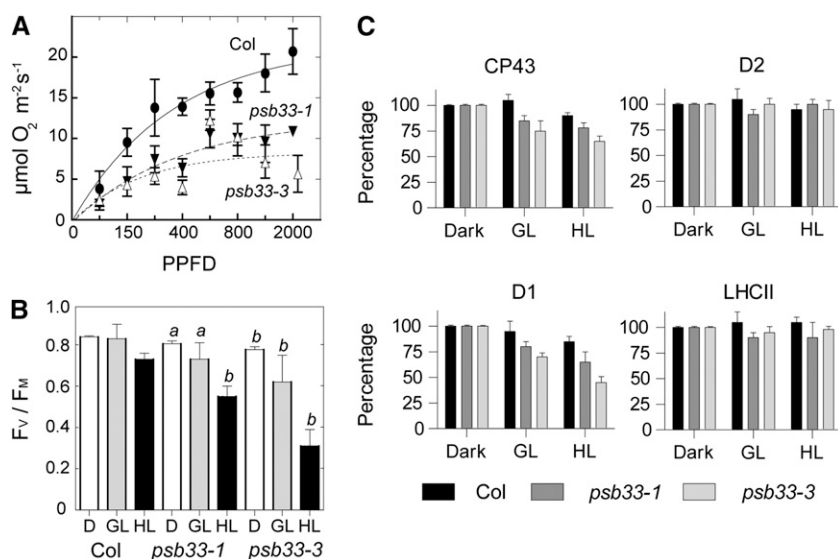 A
µmol O2 m-2s-1
20
15
10
5
0
Col
psb33-1
psb33-3
0 150 400 800 2000
PPFD
B
FV / FM
1.0
0.8
0.6
0.4
0.2
0
a a b b b b
D GL HL D GL HL D GL HL
Col psb33-1 psb33-3
C
CP43
Percentage
100
75
50
25
0
Dark GL HL
D2
100
75
50
25
0
Dark GL HL
D1
Percentage
100
75
50
25
0
Dark GL HL
LHCII
100
75
50
25
0
Dark GL HL
Col psb33-1 psb33-3